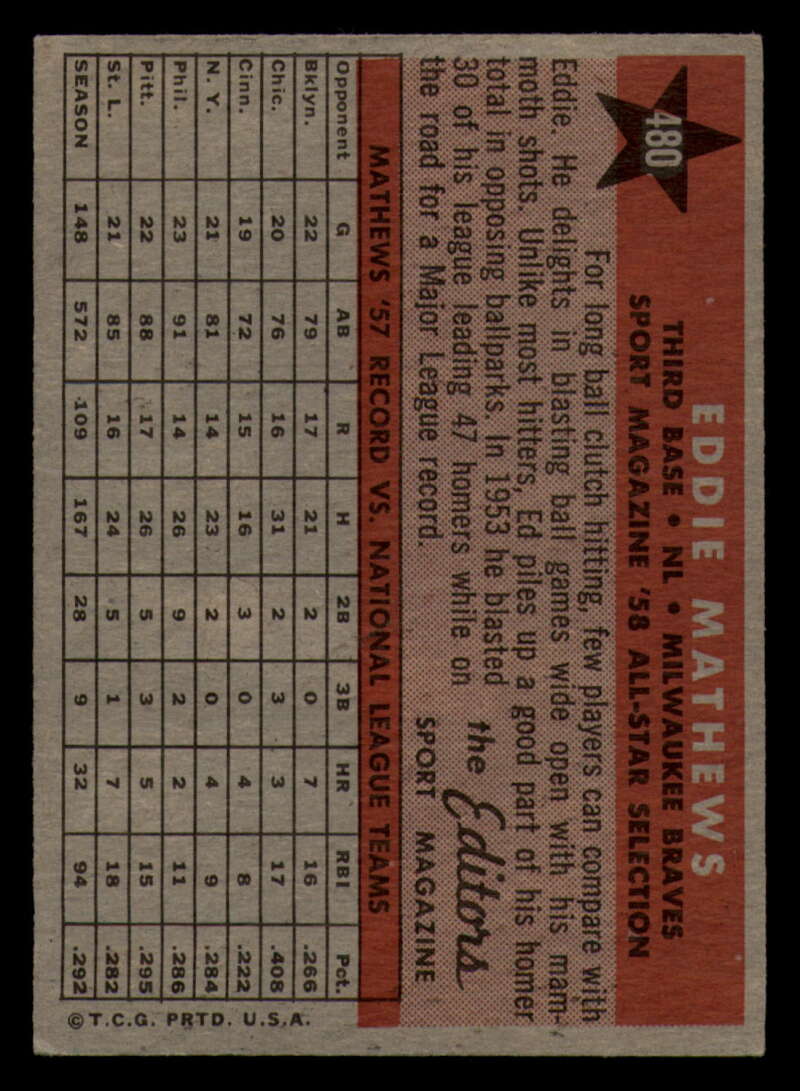 480
EDDIE MATHEWS
THIRD BASE • NL • MILWAUKEE BRAVES
SPORT MAGAZINE '58 ALL-STAR SELECTION
For long ball clutch hitting, few players can compare with
Eddie. He delights in blasting ball games wide open with his mam-
moth shots. Unlike most hitters, Ed piles up a good part of his homer
total in opposing ballparks. In 1953 he blasted
30 of his league leading 47 homers while on
the road for a Major League record.
the Editors
SPORT MAGAZINE
MATHEWS '57 RECORD VS. NATIONAL LEAGUE TEAMS
Opponent G AB R H 2B 3B HR RBI Pct.
Bklyn. 22 79 17 21 2 0 7 16 .266
Chic. 20 76 16 31 2 3 3 17 .408
Cinn. 19 72 15 16 3 0 4 8 .222
N. Y. 21 81 14 23 2 0 4 9 .284
Phil. 23 91 14 26 9 2 2 11 .286
Pitt. 22 88 17 26 5 3 5 15 .295
St. L. 21 85 16 24 5 1 7 18 .282
SEASON 148 572 109 167 28 9 32 94 .292
© T.C.G. PRTD. U.S.A.